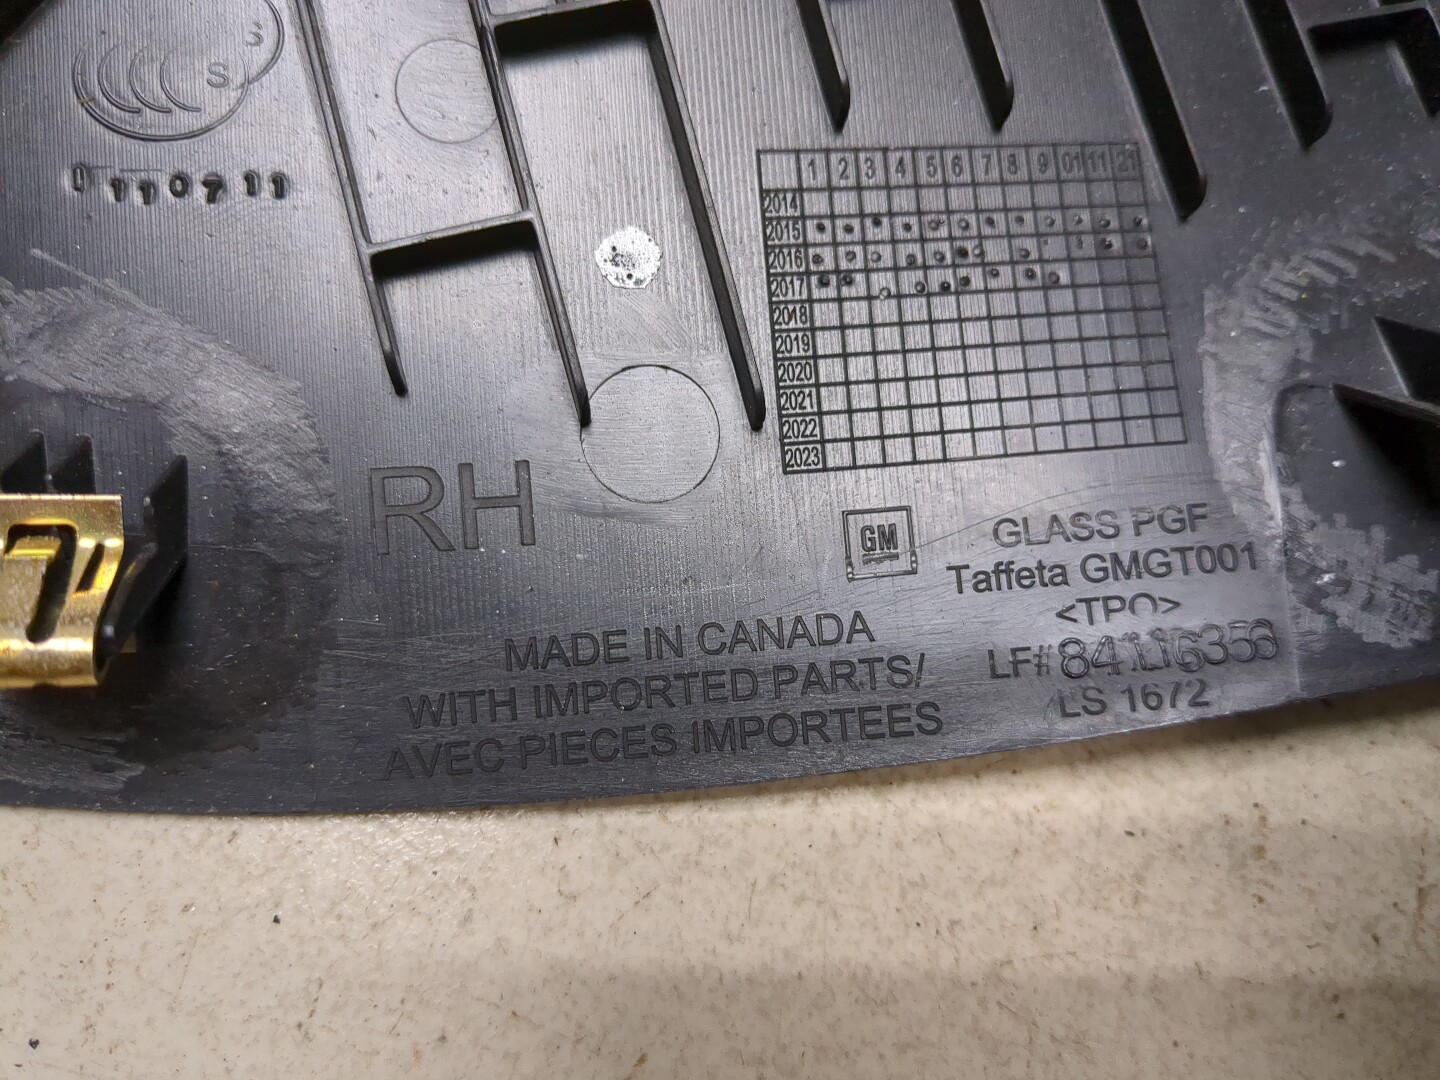 S
1110711
1 2 3 4 5 6 7 8 9 01 11 21
2014
2015
2016
2017
2018
2019
2020
2021
2022
2023
RH
GM
GLASS PGF
Taffeta GMGT001
<TPO>
LF#
LS 1672
MADE IN CANADA
WITH IMPORTED PARTS/
AVEC PIECES IMPORTEES